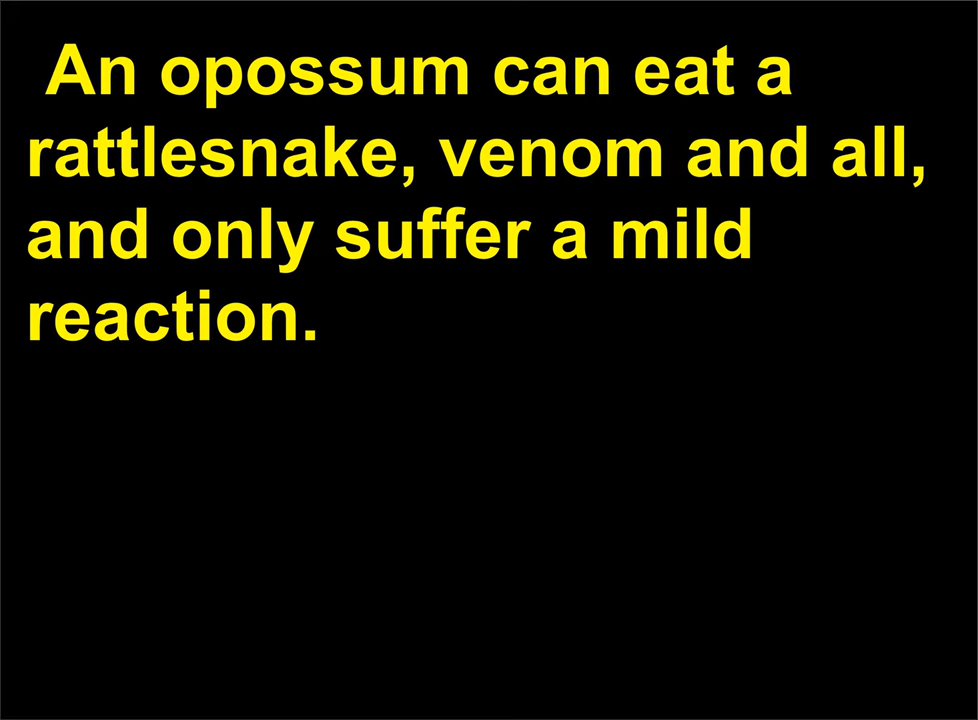 An opossum can eat a
rattlesnake, venom and all,
and only suffer a mild
reaction.